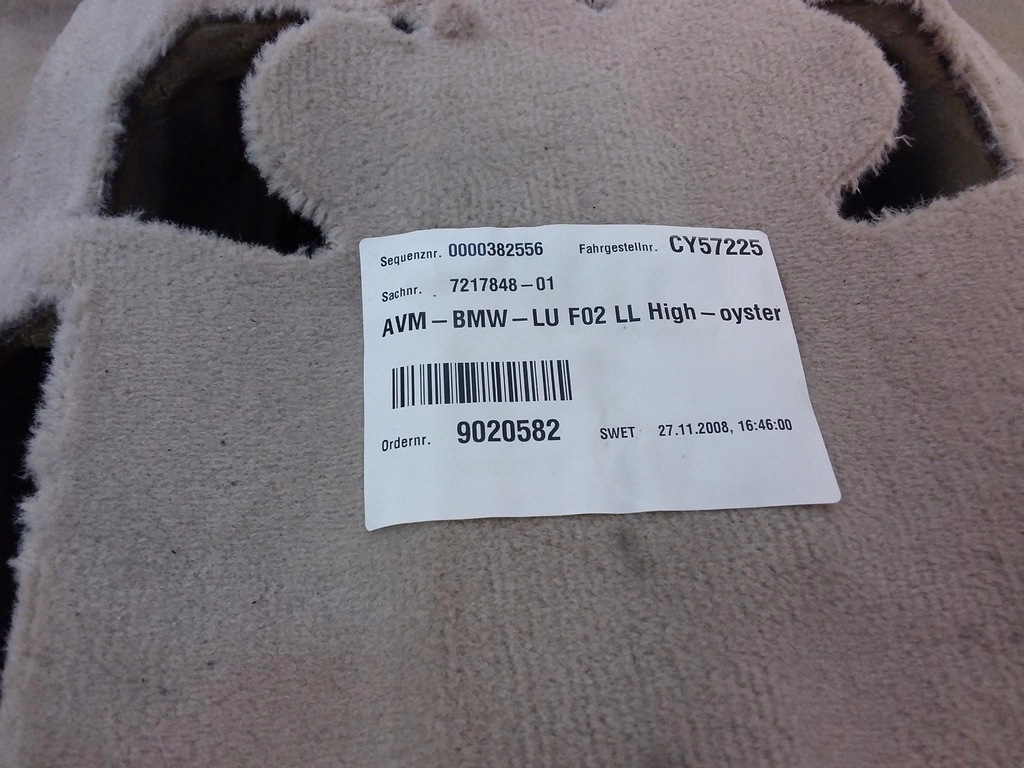 Sequenznr. 0000382556 Fahrgestellnr. CY57225
Sachnr. 7217848-01
AVM-BMW-LU F02 LL High-oyster
Ordernr. 9020582 SWET 27.11.2008, 16:46:00